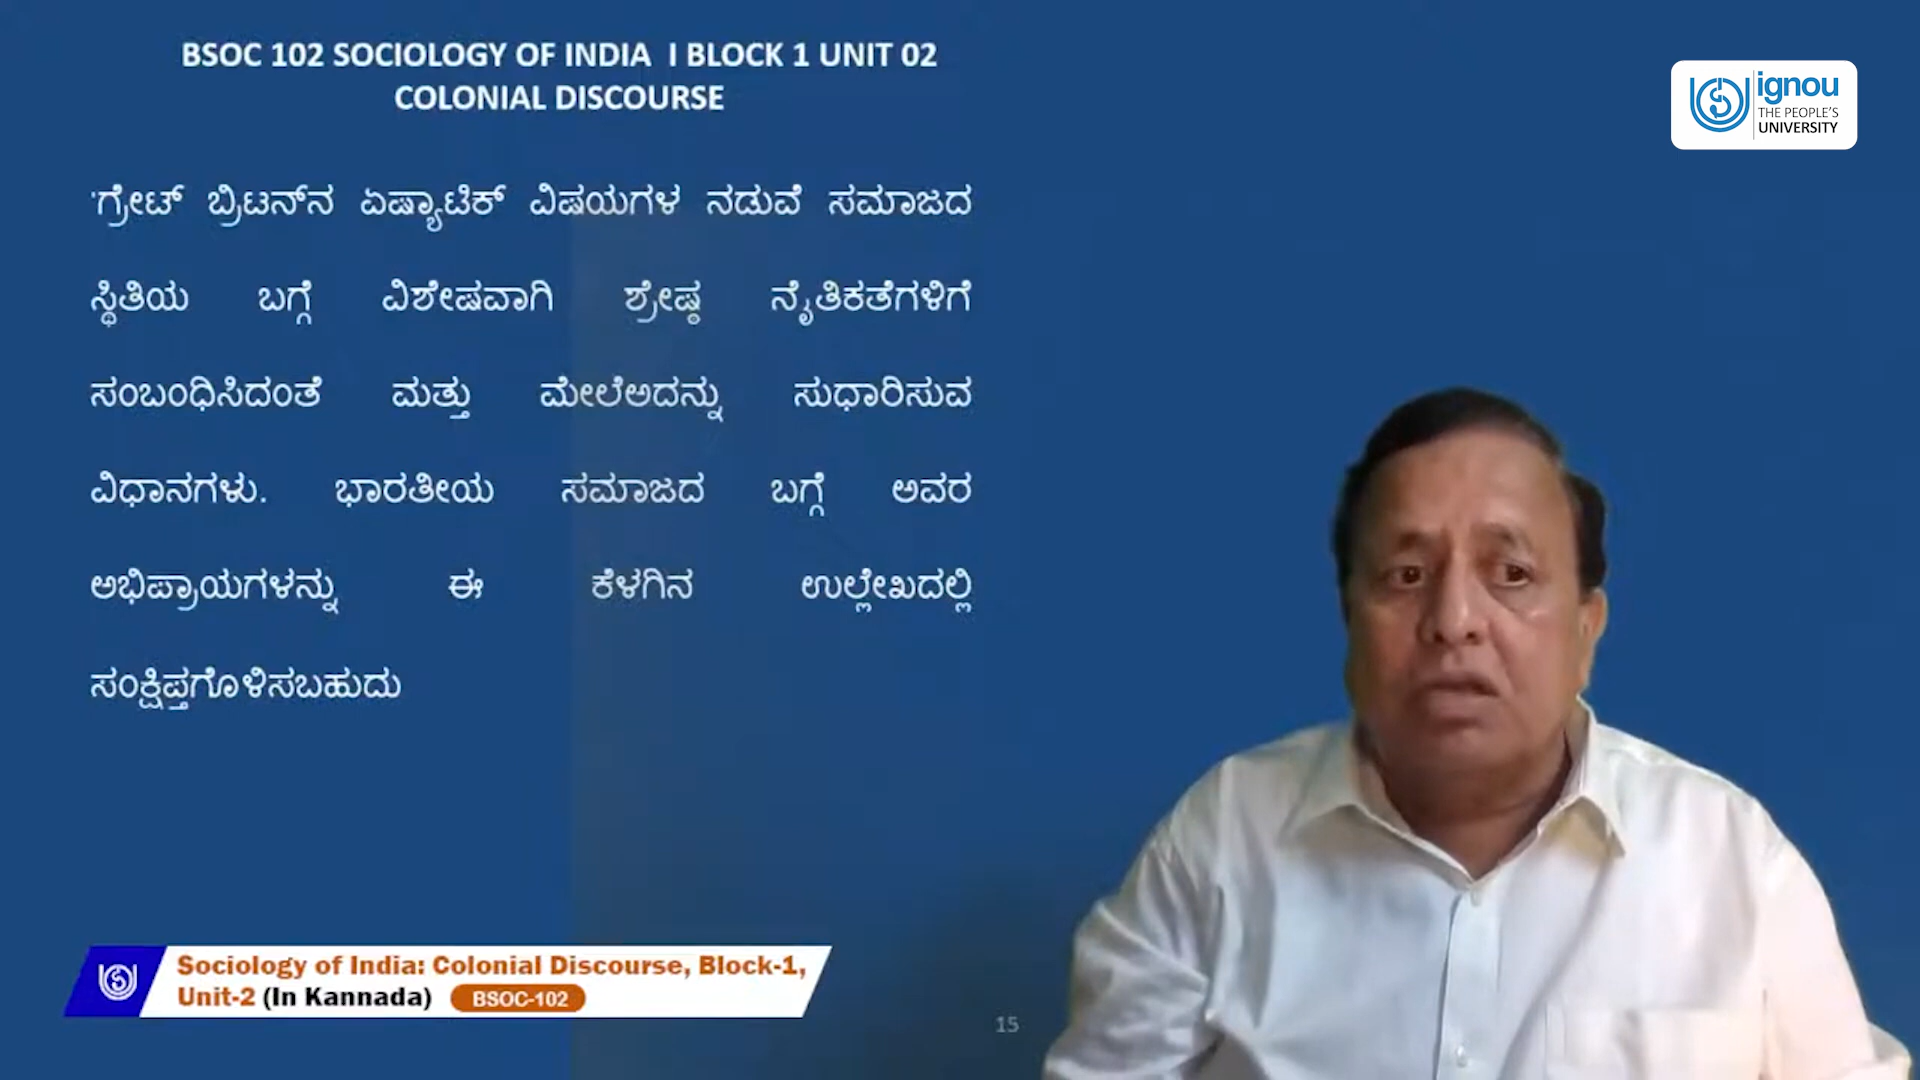 BSOC 102 SOCIOLOGY OF INDIA I BLOCK 1 UNIT 02
COLONIAL DISCOURSE
ignou
THE PEOPLE'S
UNIVERSITY
'ಗ್ರೇಟ್ ಬ್ರಿಟನ್‌ನ ಏಷ್ಯಾಟಿಕ್ ವಿಷಯಗಳ ನಡುವೆ ಸಮಾಜದ
ಸ್ಥಿತಿಯ ಬಗ್ಗೆ ವಿಶೇಷವಾಗಿ ಶ್ರೇಷ್ಠ ನೈತಿಕತೆಗಳಿಗೆ
ಸಂಬಂಧಿಸಿದಂತೆ ಮತ್ತು ಮೇಲೆಅದನ್ನು ಸುಧಾರಿಸುವ
ವಿಧಾನಗಳು. ಭಾರತೀಯ ಸಮಾಜದ ಬಗ್ಗೆ ಅವರ
ಅಭಿಪ್ರಾಯಗಳನ್ನು ಈ ಕೆಳಗಿನ ಉಲ್ಲೇಖದಲ್ಲಿ
ಸಂಕ್ಷಿಪ್ತಗೊಳಿಸಬಹುದು
Sociology of India: Colonial Discourse, Block-1,
Unit-2 (In Kannada) BSOC-102
15